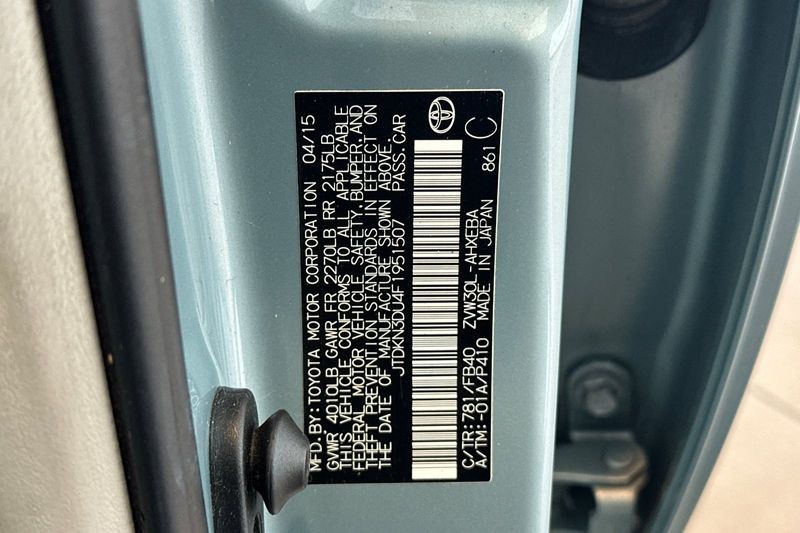 MFD. BY: TOYOTA MOTOR CORPORATION 04/15
GVWR 4010LB GAWR FR 2270LB RR 2175LB
THIS VEHICLE CONFORMS TO ALL APPLICABLE
FEDERAL MOTOR VEHICLE SAFETY, BUMPER, AND
THEFT PREVENTION STANDARDS IN EFFECT ON
THE DATE OF MANUFACTURE SHOWN ABOVE.
JTDKN3DU4F1951507 PASS. CAR
C/TR: 781/FB40 ZVW30L-AHXEBA
A/TM: -01A/P410 MADE IN JAPAN 861 C